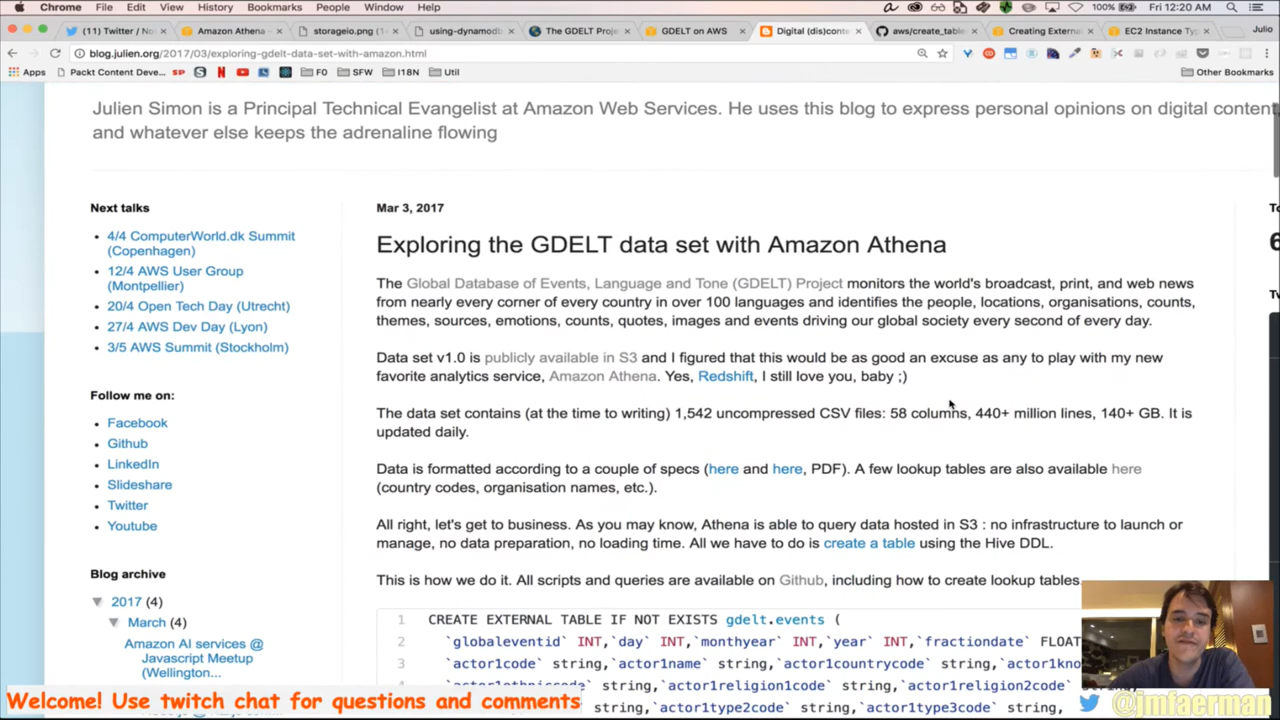 Chrome File Edit View History Bookmarks People Window Help 100% Fri 12:20 AM
(11) Twitter / No Amazon Athena storageio.png (1 using-dynamodb The GDELT Proje GDELT on AWS Digital (dis)conte aws/create_table Creating External EC2 Instance Ty Julio
blog.julien.org/2017/03/exploring-gdelt-data-set-with-amazon.html
Apps Packt Content Deve... SP F0 SFW I18N Util Other Bookmarks
Julien Simon is a Principal Technical Evangelist at Amazon Web Services. He uses this blog to express personal opinions on digital content,
and whatever else keeps the adrenaline flowing
Next talks
4/4 ComputerWorld.dk Summit
(Copenhagen)
12/4 AWS User Group
(Montpellier)
20/4 Open Tech Day (Utrecht)
27/4 AWS Dev Day (Lyon)
3/5 AWS Summit (Stockholm)
Follow me on:
Facebook
Github
LinkedIn
Slideshare
Twitter
Youtube
Blog archive
2017 (4)
March (4)
Amazon AI services @
Javascript Meetup
(Wellington...
Mar 3, 2017
Exploring the GDELT data set with Amazon Athena
The Global Database of Events, Language and Tone (GDELT) Project monitors the world's broadcast, print, and web news
from nearly every corner of every country in over 100 languages and identifies the people, locations, organisations, counts,
themes, sources, emotions, counts, quotes, images and events driving our global society every second of every day.
Data set v1.0 is publicly available in S3 and I figured that this would be as good an excuse as any to play with my new
favorite analytics service, Amazon Athena. Yes, Redshift, I still love you, baby ;)
The data set contains (at the time to writing) 1,542 uncompressed CSV files: 58 columns, 440+ million lines, 140+ GB. It is
updated daily.
Data is formatted according to a couple of specs (here and here, PDF). A few lookup tables are also available here
(country codes, organisation names, etc.).
All right, let's get to business. As you may know, Athena is able to query data hosted in S3 : no infrastructure to launch or
manage, no data preparation, no loading time. All we have to do is create a table using the Hive DDL.
This is how we do it. All scripts and queries are available on Github, including how to create lookup tables.
1 CREATE EXTERNAL TABLE IF NOT EXISTS gdelt.events (
2 `globaleventid` INT,`day` INT,`monthyear` INT,`year` INT,`fractiondate` FLOAT
3 `actor1code` string,`actor1name` string,`actor1countrycode` string,`actor1kno
string,`actor1religion1code` string,`actor1religion2code`
string,`actor1type2code` string,`actor1type3code` string,
Welcome! Use twitch chat for questions and comments
@jmfaerman